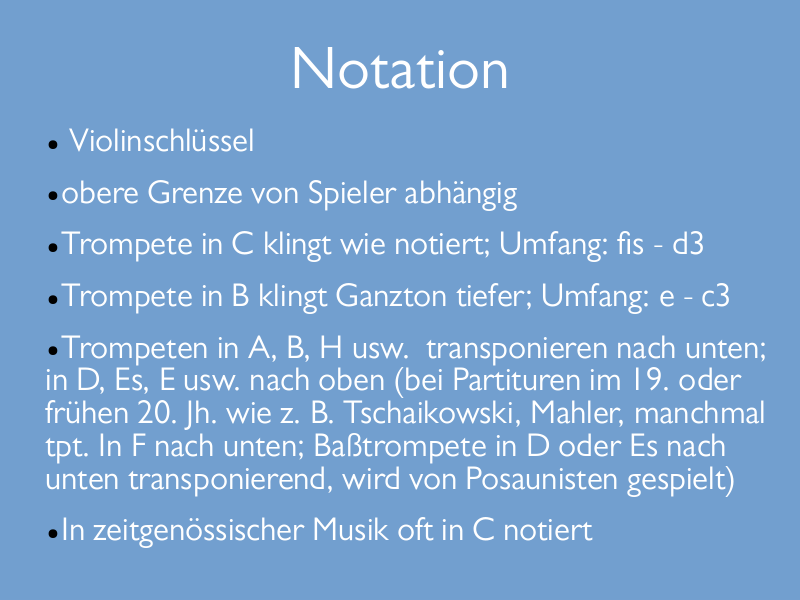 Notation
• Violinschlüssel
•obere Grenze von Spieler abhängig
•Trompete in C klingt wie notiert; Umfang: fis - d3
•Trompete in B klingt Ganzton tiefer; Umfang: e - c3
•Trompeten in A, B, H usw.  transponieren nach unten;
in D, Es, E usw. nach oben (bei Partituren im 19. oder
frühen 20. Jh. wie z. B. Tschaikowski, Mahler, manchmal
tpt. In F nach unten; Baßtrompete in D oder Es nach
unten transponierend, wird von Posaunisten gespielt)
•In zeitgenössischer Musik oft in C notiert